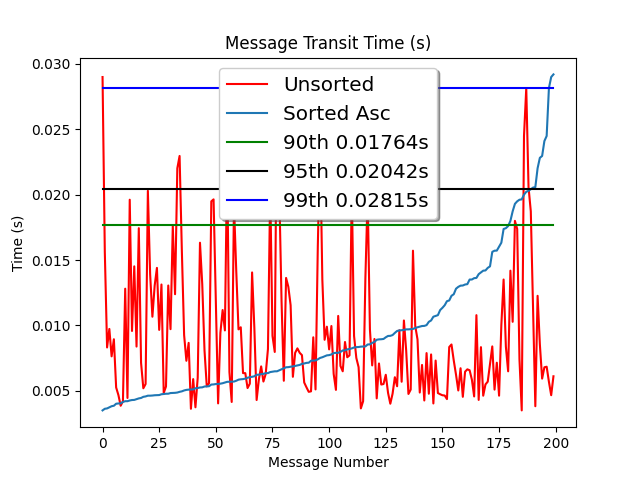 Message Transit Time (s)
Unsorted
Sorted Asc
90th 0.01764s
95th 0.02042s
99th 0.02815s
0.030
0.025
0.020
0.015
0.010
0.005
Time (s)
0 25 50 75 100 125 150 175 200
Message Number